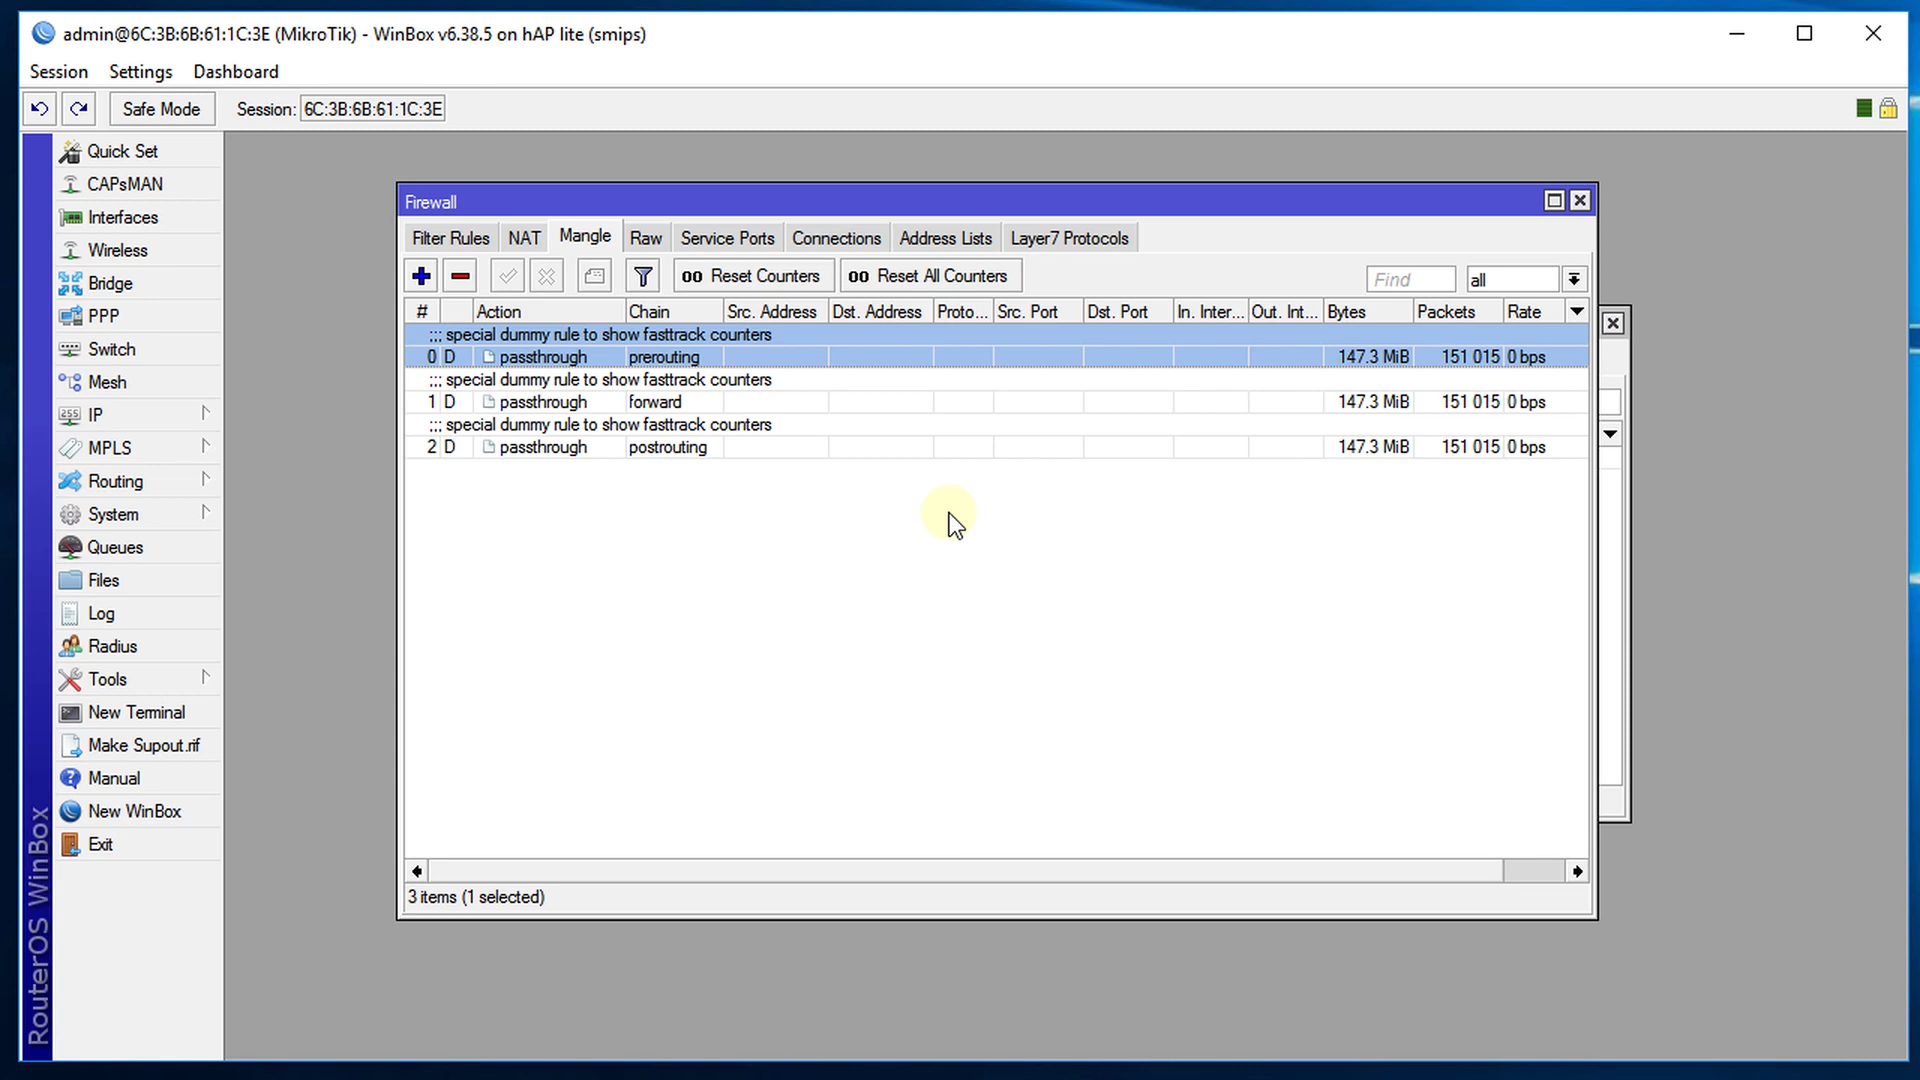 admin@6C:3B:6B:61:1C:3E (MikroTik) - WinBox v6.38.5 on hAP lite (smips)
Session Settings Dashboard
Safe Mode Session: 6C:3B:6B:61:1C:3E
Quick Set
CAPsMAN
Interfaces
Wireless
Bridge
PPP
Switch
Mesh
IP
MPLS
Routing
System
Queues
Files
Log
Radius
Tools
New Terminal
Make Supout.rif
Manual
New WinBox
Exit
RouterOS WinBox
Firewall
Filter Rules NAT Mangle Raw Service Ports Connections Address Lists Layer7 Protocols
00 Reset Counters 00 Reset All Counters Find all
# Action Chain Src. Address Dst. Address Proto... Src. Port Dst. Port In. Inter... Out. Int... Bytes Packets Rate
;;; special dummy rule to show fasttrack counters
0 D passthrough prerouting 147.3 MiB 151 015 0 bps
;;; special dummy rule to show fasttrack counters
1 D passthrough forward 147.3 MiB 151 015 0 bps
;;; special dummy rule to show fasttrack counters
2 D passthrough postrouting 147.3 MiB 151 015 0 bps
3 items (1 selected)